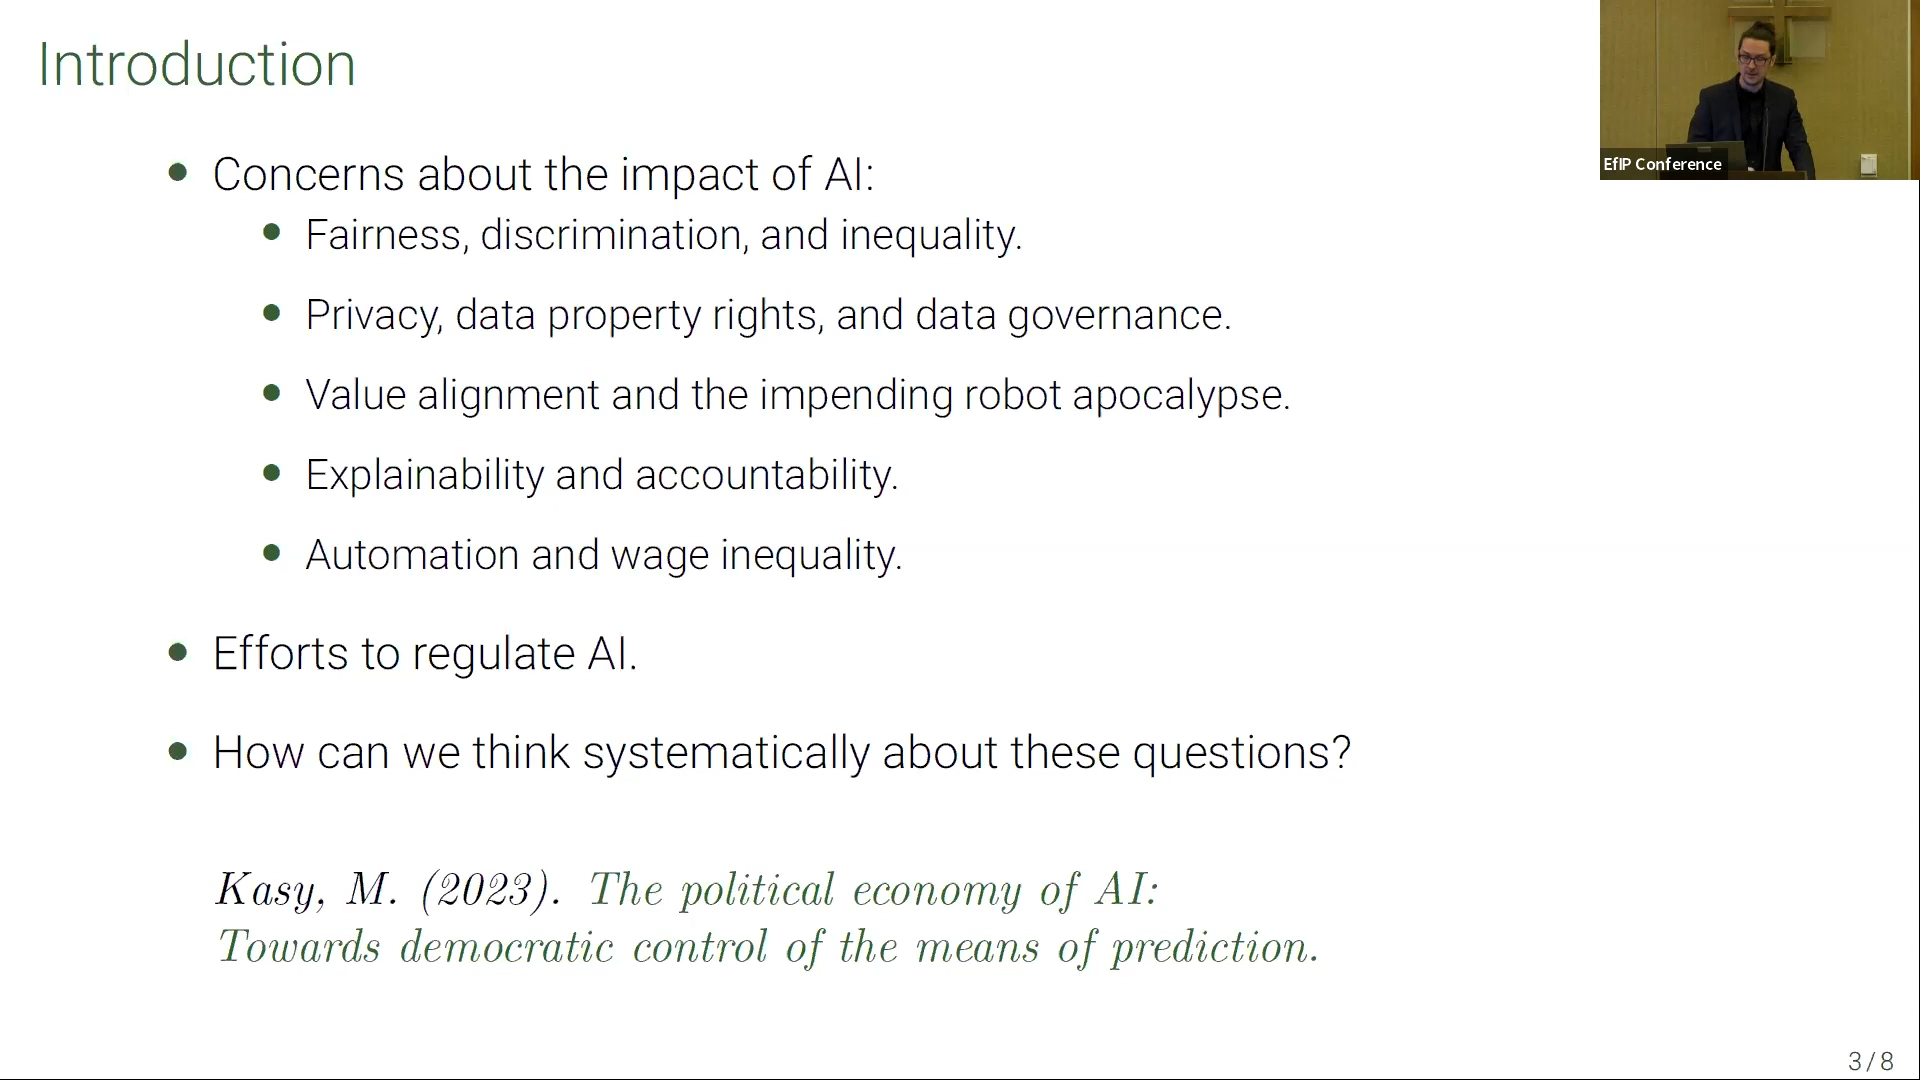 Introduction
Concerns about the impact of AI:
Fairness, discrimination, and inequality.
Privacy, data property rights, and data governance.
Value alignment and the impending robot apocalypse.
Explainability and accountability.
Automation and wage inequality.
Efforts to regulate AI.
How can we think systematically about these questions?
Kasy, M. (2023). The political economy of AI:
Towards democratic control of the means of prediction.
3 / 8
EfIP Conference